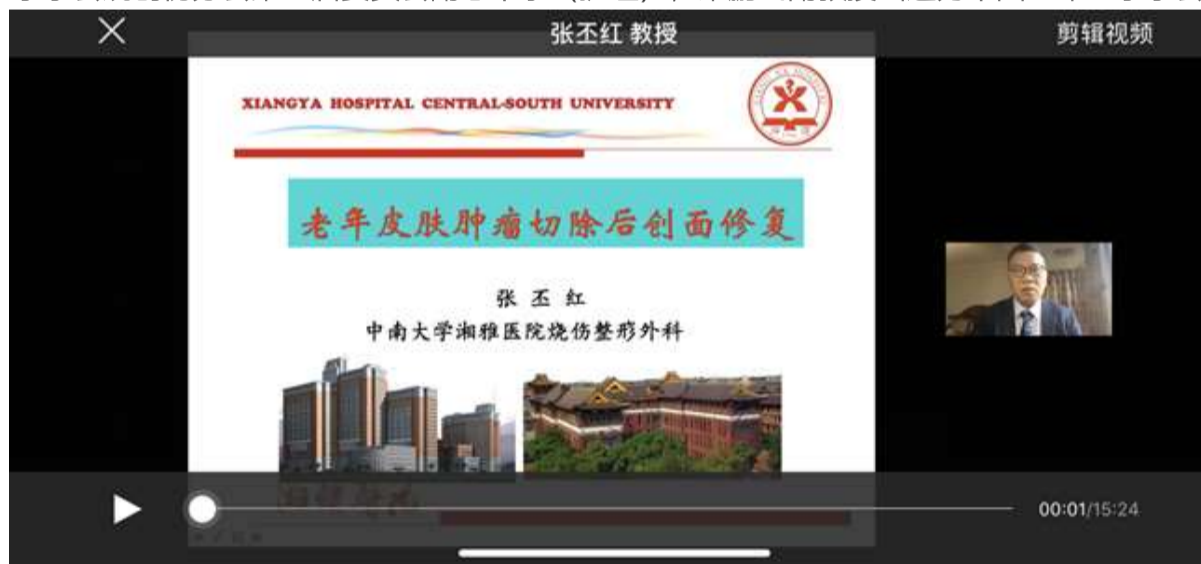 张丕红 教授
剪辑视频
XIANGYA HOSPITAL CENTRAL-SOUTH UNIVERSITY
老年皮肤肿瘤切除后创面修复
张 丕 红
中南大学湘雅医院烧伤整形外科
00:01/15:24